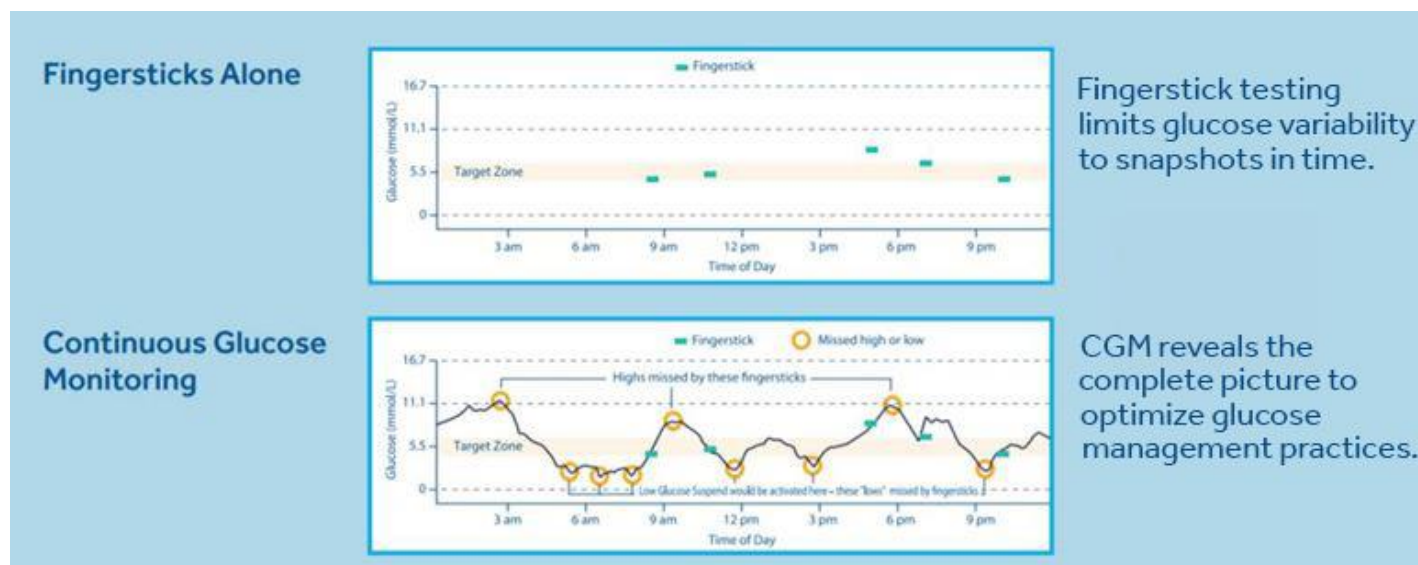 Fingersticks Alone
Fingerstick
16.7
11.1
5.5
0
Glucose (mmol/L)
Target Zone
3 am 6 am 9 am 12 pm 3 pm 6 pm 9 pm
Time of Day
Fingerstick testing
limits glucose variability
to snapshots in time.
Continuous Glucose
Monitoring
Fingerstick Missed high or low
16.7
11.1
5.5
0
Glucose (mmol/L)
Highs missed by these fingersticks
Target Zone
Low Glucose Suspend would be activated here – these "lows" missed by fingersticks
3 am 6 am 9 am 12 pm 3 pm 6 pm 9 pm
Time of Day
CGM reveals the
complete picture to
optimize glucose
management practices.